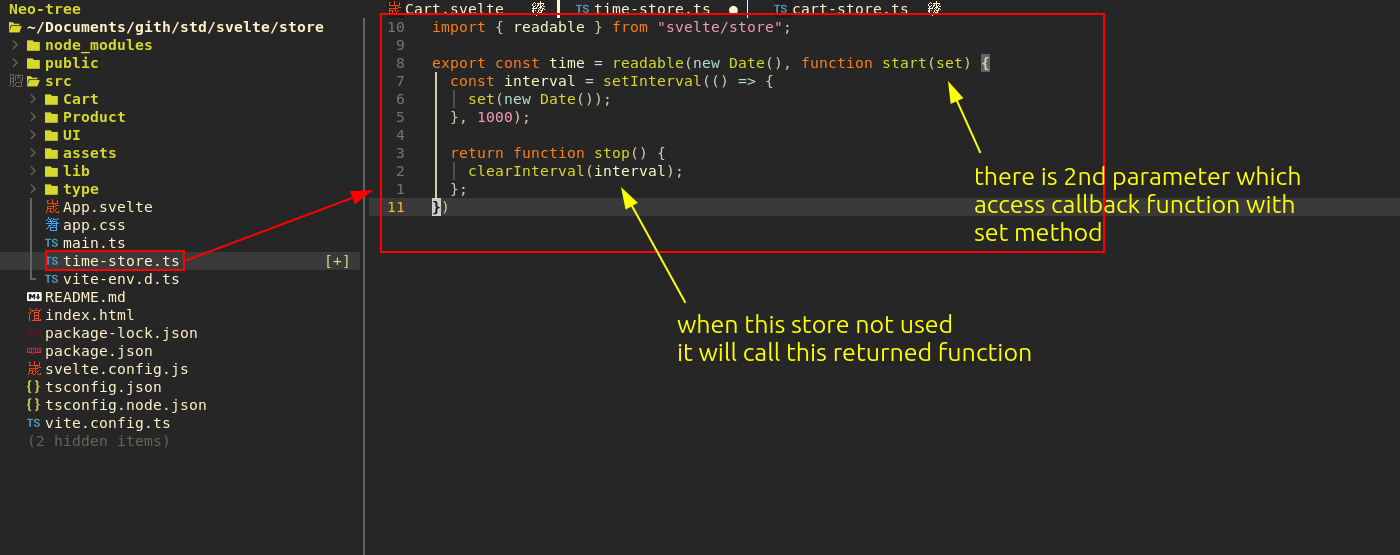 Neo-tree
~/Documents/gith/std/svelte/store
node_modules
public
src
Cart
Product
UI
assets
lib
type
App.svelte
app.css
TS main.ts
TS time-store.ts [+]
TS vite-env.d.ts
README.md
index.html
package-lock.json
package.json
svelte.config.js
{} tsconfig.json
{} tsconfig.node.json
TS vite.config.ts
(2 hidden items)
Cart.svelte TS time-store.ts ● TS cart-store.ts
10 import { readable } from "svelte/store";
9
8 export const time = readable(new Date(), function start(set) {
7 const interval = setInterval(() => {
6 set(new Date());
5 }, 1000);
4
3 return function stop() {
2 clearInterval(interval);
1 };
11 })
there is 2nd parameter which
access callback function with
set method
when this store not used
it will call this returned function